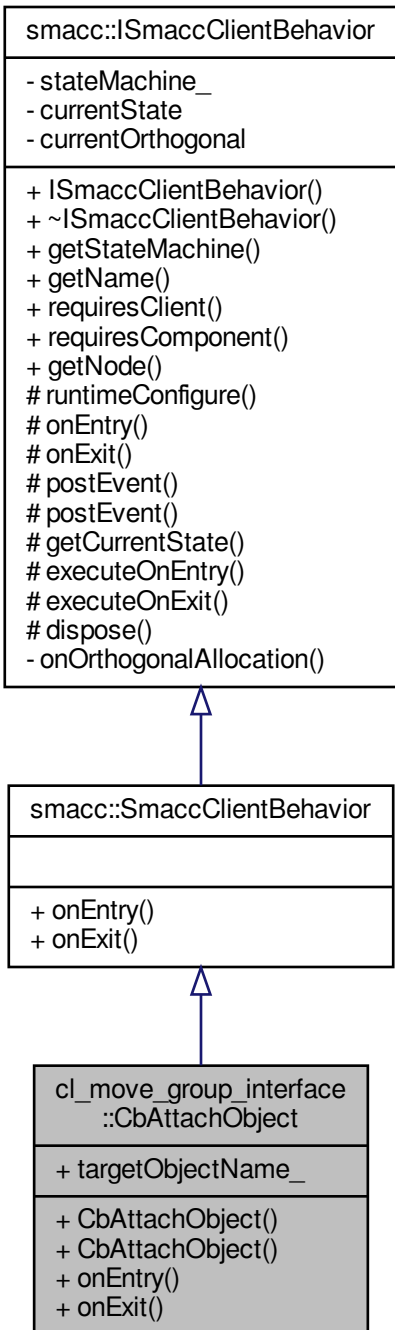 smacc::ISmaccClientBehavior
- stateMachine_
- currentState
- currentOrthogonal
+ ISmaccClientBehavior()
+ ~ISmaccClientBehavior()
+ getStateMachine()
+ getName()
+ requiresClient()
+ requiresComponent()
+ getNode()
# runtimeConfigure()
# onEntry()
# onExit()
# postEvent()
# postEvent()
# getCurrentState()
# executeOnEntry()
# executeOnExit()
# dispose()
- onOrthogonalAllocation()
smacc::SmaccClientBehavior
+ onEntry()
+ onExit()
cl_move_group_interface
::CbAttachObject
+ targetObjectName_
+ CbAttachObject()
+ CbAttachObject()
+ onEntry()
+ onExit()